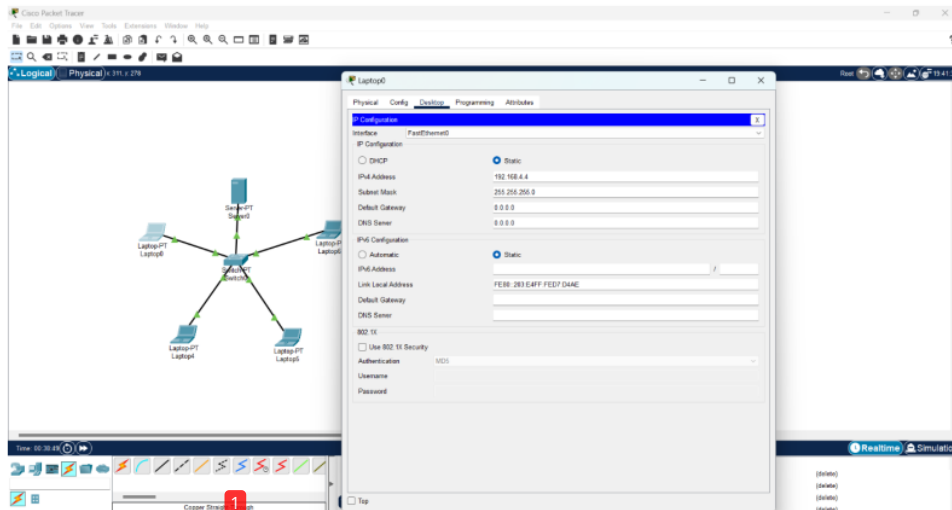 Cisco Packet Tracer
File Edit Options View Tools Extensions Window Help
Logical Physical x: 311, y: 279
Root
Laptop0
Physical Config Desktop Programming Attributes
IP Configuration X
Interface FastEthernet0
IP Configuration
DHCP Static
IPv4 Address 192.168.4.4
Subnet Mask 255.255.255.0
Default Gateway 0.0.0.0
DNS Server 0.0.0.0
IPv6 Configuration
Automatic Static
IPv6 Address /
Link Local Address FE80::203:E4FF:FED7:D4AE
Default Gateway
DNS Server
802.1X
Use 802.1X Security
Authentication MD5
Username
Password
Top
Server-PT
Server0
Laptop-PT
Laptop0
Switch-PT
Laptop-PT
Laptop4
Laptop-PT
Laptop5
Realtime Simulatio
(delete)
(delete)
(delete)
(delete)
Copper
1